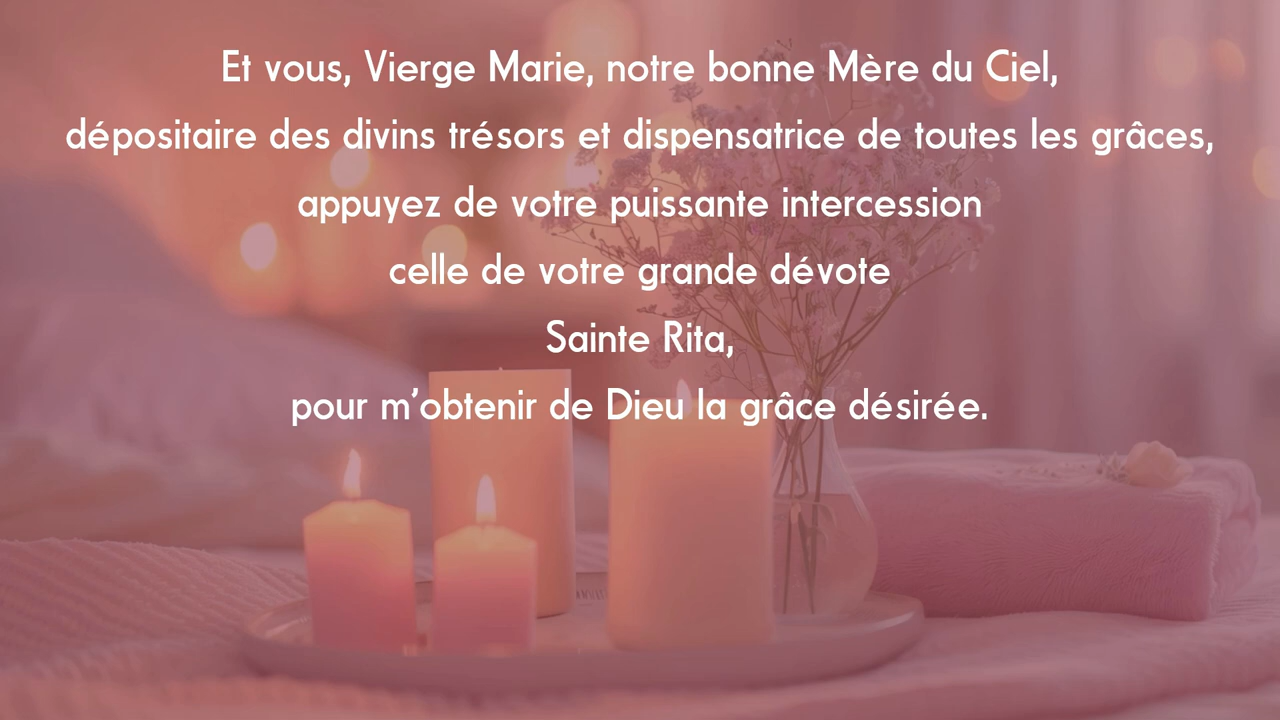 Et vous, Vierge Marie, notre bonne Mère du Ciel,
dépositaire des divins trésors et dispensatrice de toutes les grâces,
appuyez de votre puissante intercession
celle de votre grande dévote
Sainte Rita,
pour m’obtenir de Dieu la grâce désirée.